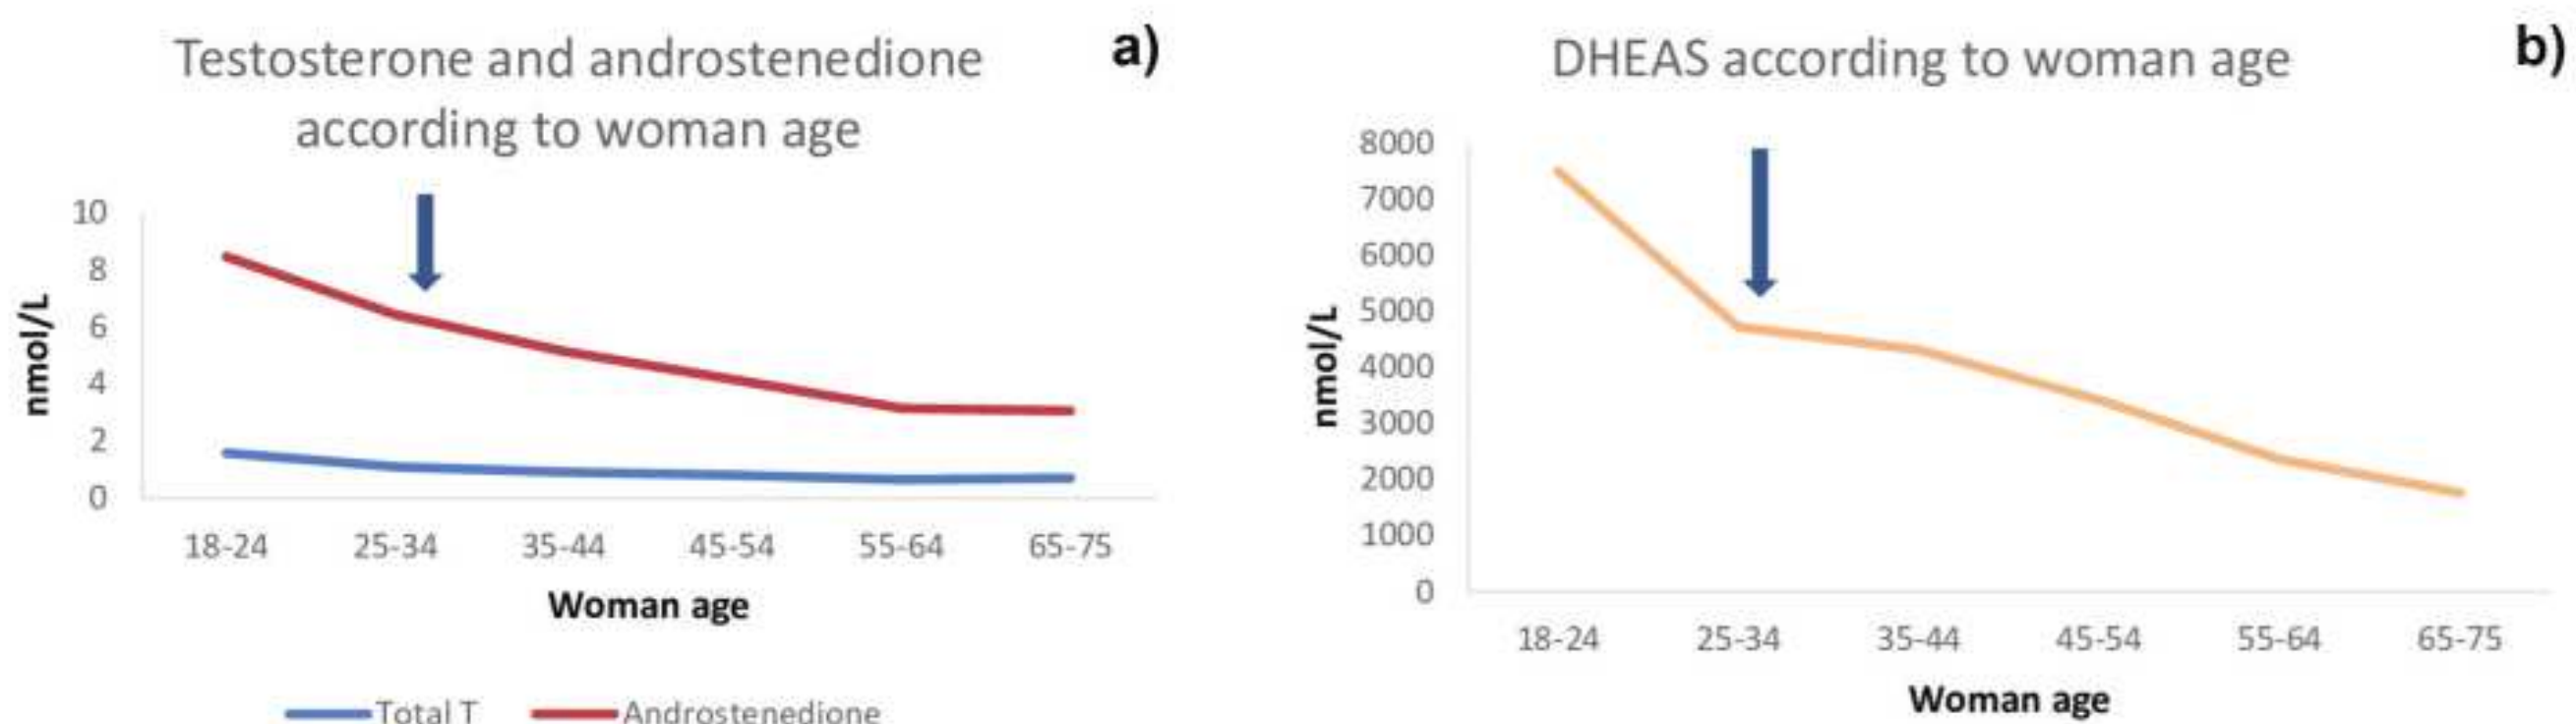 Testosterone and androstenedione
according to woman age
a)
10
8
6
4
2
0
nmol/L
18-24 25-34 35-44 45-54 55-64 65-75
Woman age
Total T Androstenedione
DHEAS according to woman age
b)
8000
7000
6000
5000
4000
3000
2000
1000
0
nmol/L
18-24 25-34 35-44 45-54 55-64 65-75
Woman age